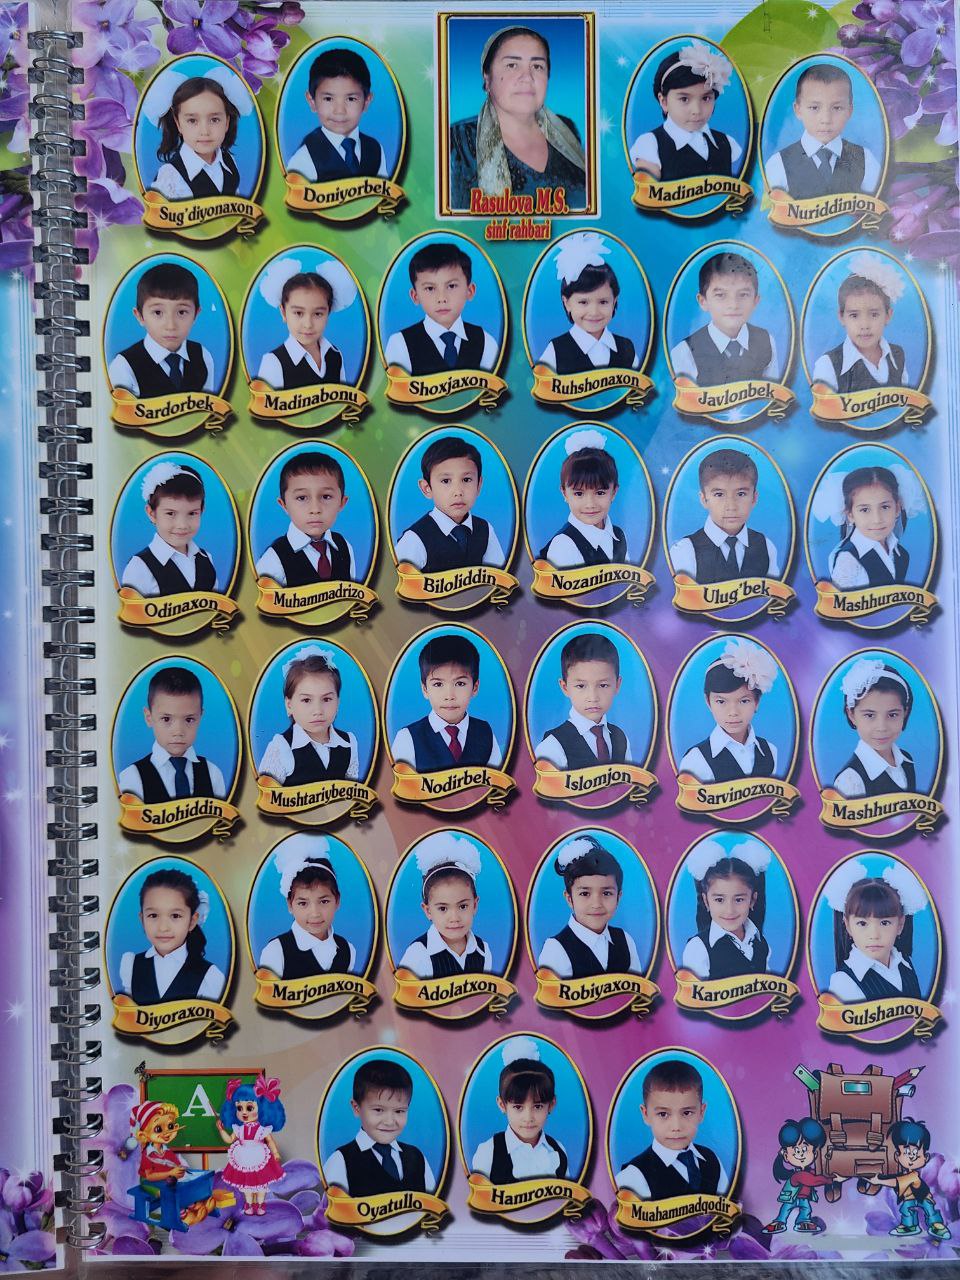 Sug'diyonaxon
Doniyorbek
Rasulova M.S.
sinf rahbari
Madinabonu
Nuriddinjon
Sardorbek
Madinabonu
Shoxjaxon
Ruhshonaxon
Javlonbek
Yorqinoy
Odinaxon
Muhammadrizo
Biloliddin
Nozaninxon
Ulug'bek
Mashhuraxon
Salohiddin
Mushtariybegim
Nodirbek
Islomjon
Sarvinozxon
Mashhuraxon
Diyoraxon
Marjonaxon
Adolatxon
Robiyaxon
Karomatxon
Gulshanoy
A
Oyatullo
Hamroxon
Muahammadqodir